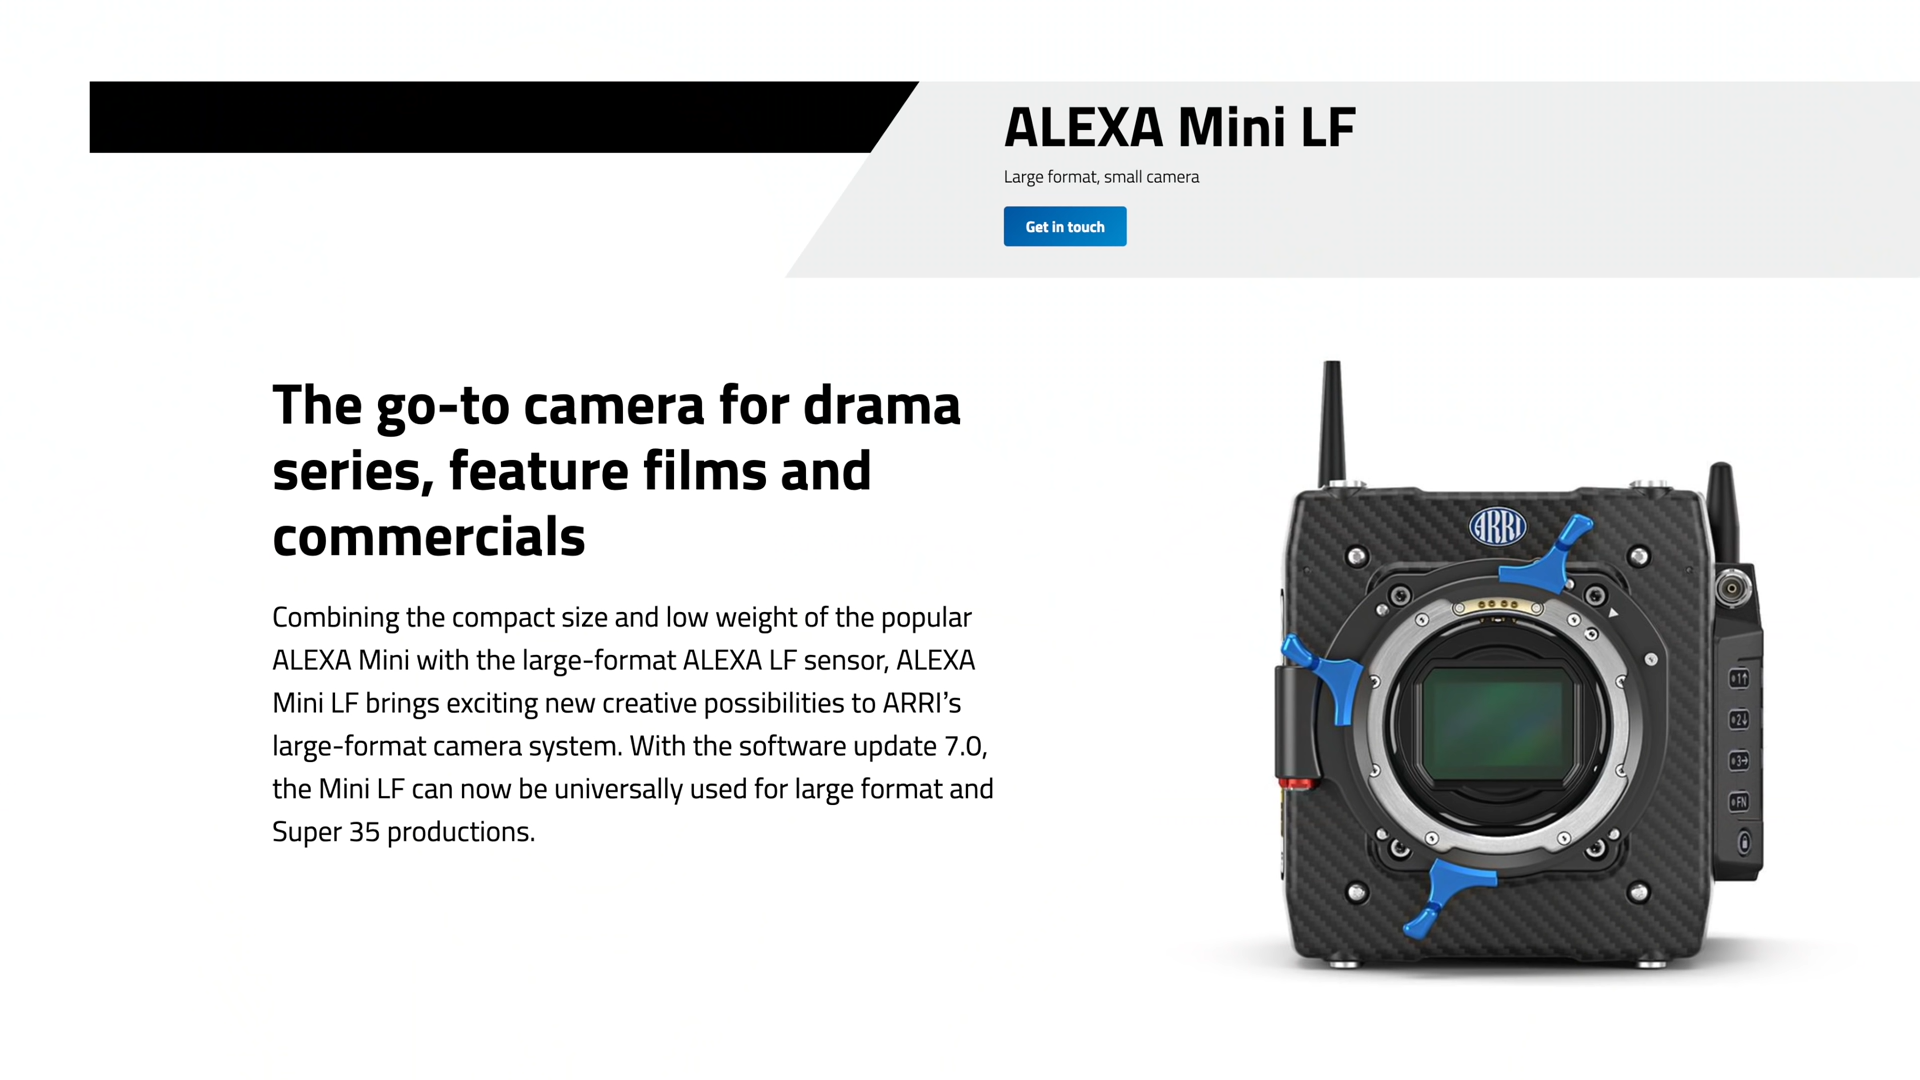 ALEXA Mini LF
Large format, small camera
Get in touch
The go-to camera for drama
series, feature films and
commercials
Combining the compact size and low weight of the popular
ALEXA Mini with the large-format ALEXA LF sensor, ALEXA
Mini LF brings exciting new creative possibilities to ARRI’s
large-format camera system. With the software update 7.0,
the Mini LF can now be universally used for large format and
Super 35 productions.
ARRI
1↑
2↓
3→
FN